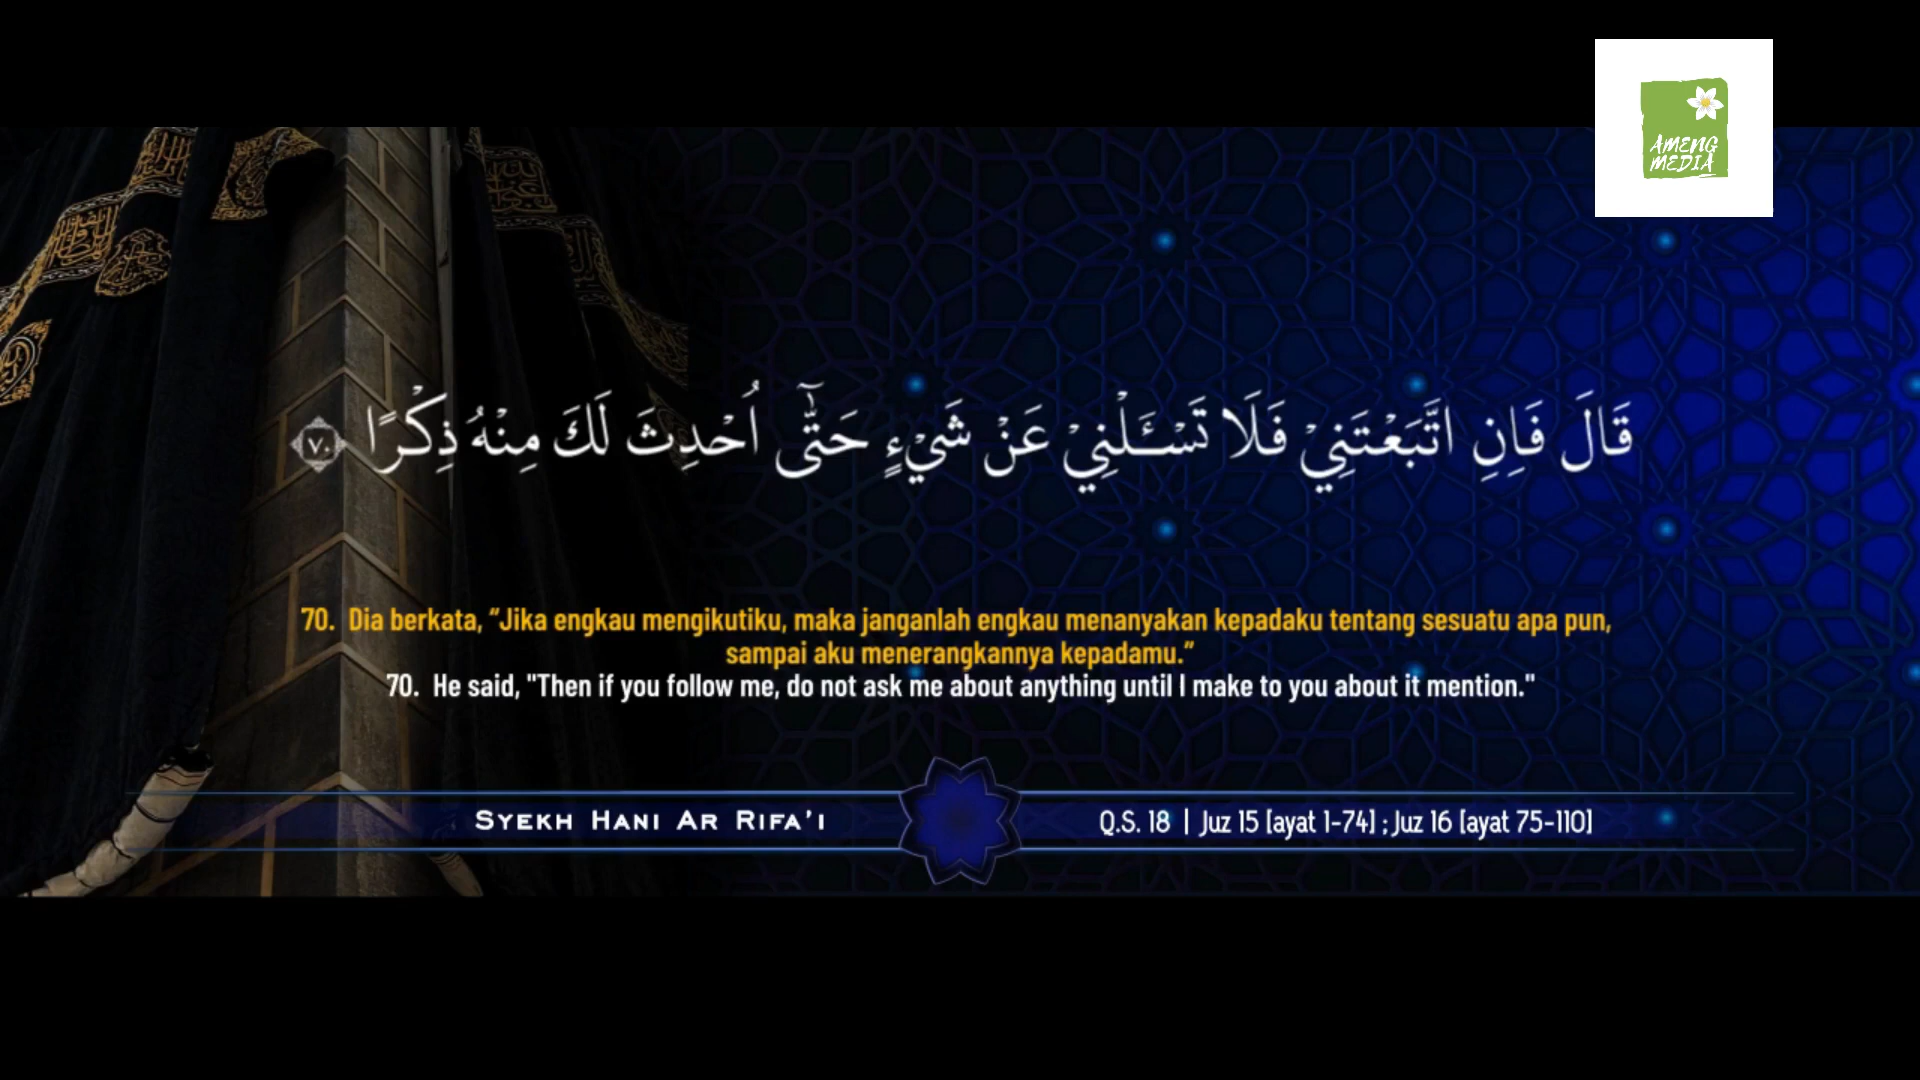 AMENG
MEDIA
قَالَ فَاِنِ اتَّبَعْتَنِيْ فَلَا تَسْـَٔلْنِيْ عَنْ شَيْءٍ حَتّٰٓى اُحْدِثَ لَكَ مِنْهُ ذِكْرًا ٧٠
70. Dia berkata, “Jika engkau mengikutiku, maka janganlah engkau menanyakan kepadaku tentang sesuatu apa pun,
sampai aku menerangkannya kepadamu.”
70. He said, "Then if you follow me, do not ask me about anything until I make to you about it mention."
Syekh Hani Ar Rifa'i
Q.S. 18 | Juz 15 [ayat 1-74] ; Juz 16 [ayat 75-110]